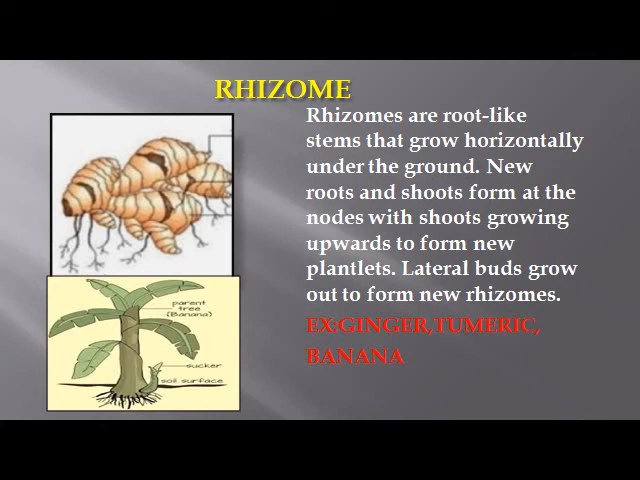 RHIZOME
Rhizomes are root-like
stems that grow horizontally
under the ground. New
roots and shoots form at the
nodes with shoots growing
upwards to form new
plantlets. Lateral buds grow
out to form new rhizomes.
EX:GINGER,TUMERIC,
BANANA
parent
tree
(Banana)
sucker
soil surface